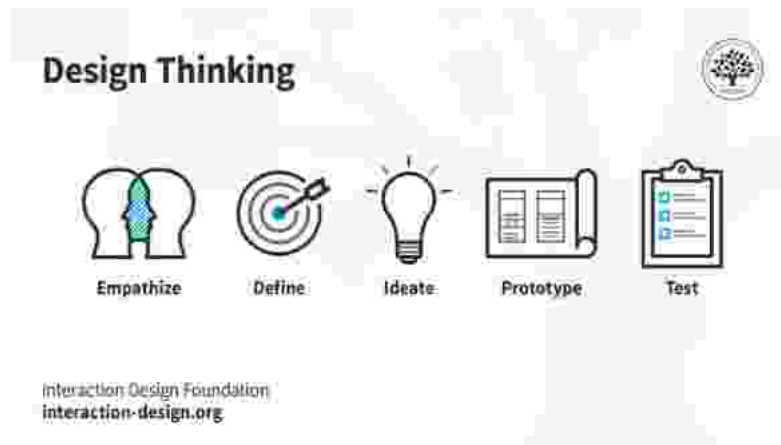 Design Thinking
Empathize
Define
Ideate
Prototype
Test
Interaction Design Foundation
interaction-design.org